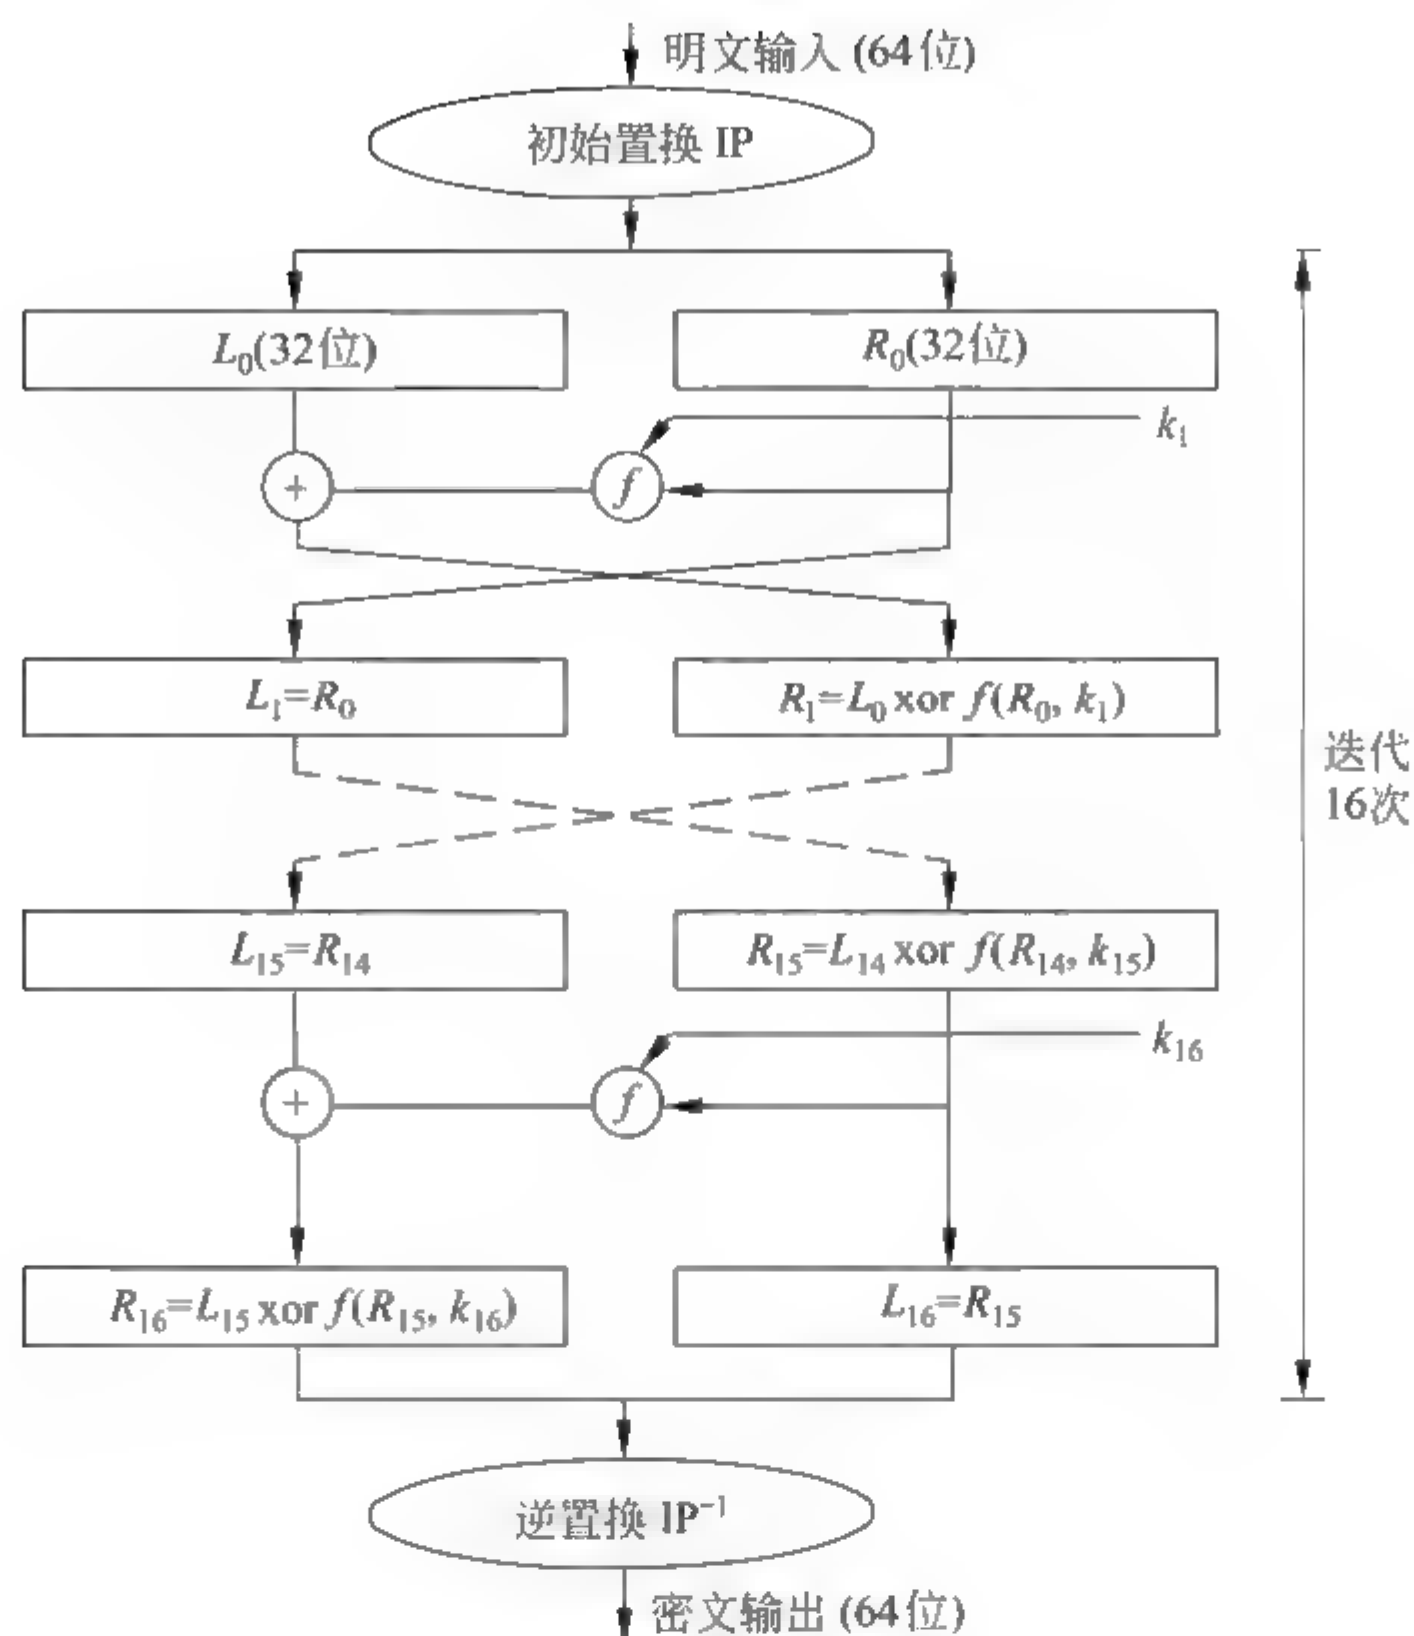 明文输入 (64位)
初始置换 IP
L₀(32位)
R₀(32位)
k₁
+
f
L₁=R₀
R₁=L₀ xor f(R₀, k₁)
迭代
16次
L₁₅=R₁₄
R₁₅=L₁₄ xor f(R₁₄, k₁₅)
k₁₆
+
f
R₁₆=L₁₅ xor f(R₁₅, k₁₆)
L₁₆=R₁₅
逆置换 IP⁻¹
密文输出 (64位)